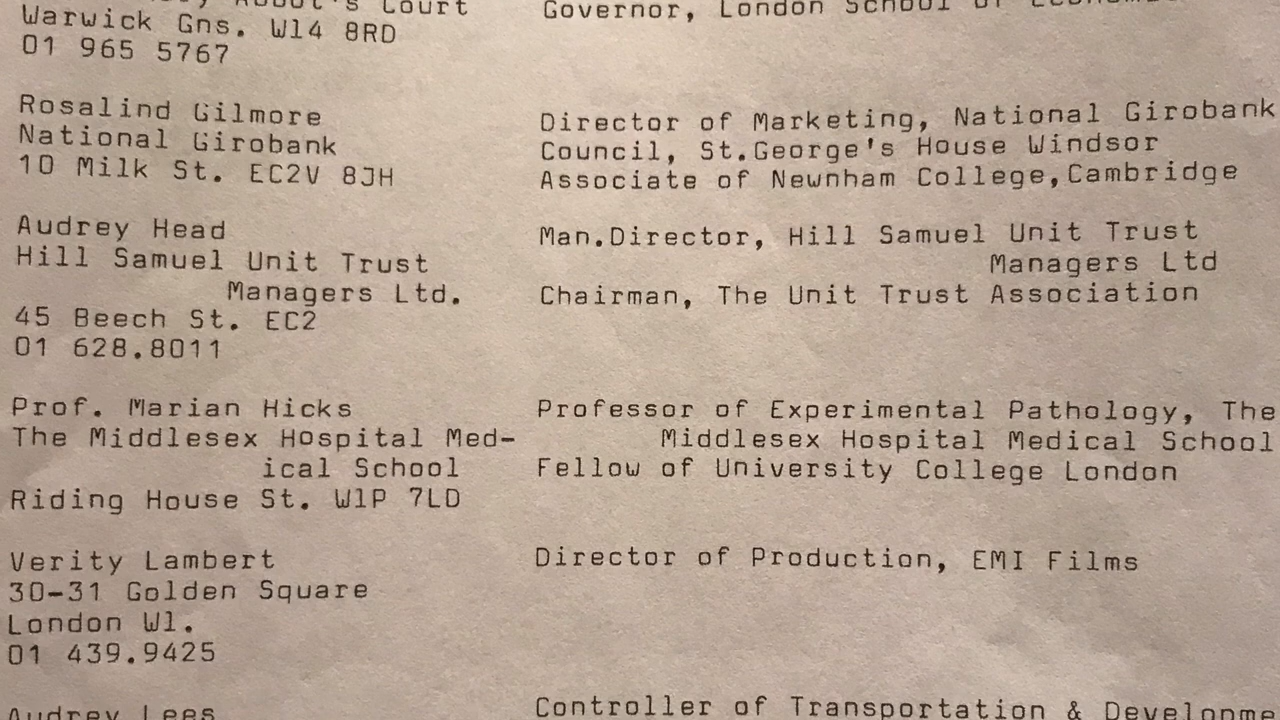 Court
Governor, London School of
Warwick Gns. W14 8RD
01 965 5767
Rosalind Gilmore
National Girobank
10 Milk St. EC2V 8JH
Director of Marketing, National Girobank
Council, St.George's House Windsor
Associate of Newnham College,Cambridge
Audrey Head
Hill Samuel Unit Trust
Managers Ltd.
45 Beech St. EC2
01 628.8011
Man.Director, Hill Samuel Unit Trust
Managers Ltd
Chairman, The Unit Trust Association
Prof. Marian Hicks
The Middlesex Hospital Med-
ical School
Riding House St. W1P 7LD
Professor of Experimental Pathology, The
Middlesex Hospital Medical School
Fellow of University College London
Verity Lambert
30-31 Golden Square
London W1.
01 439.9425
Director of Production, EMI Films
Audrey Lees
Controller of Transportation &